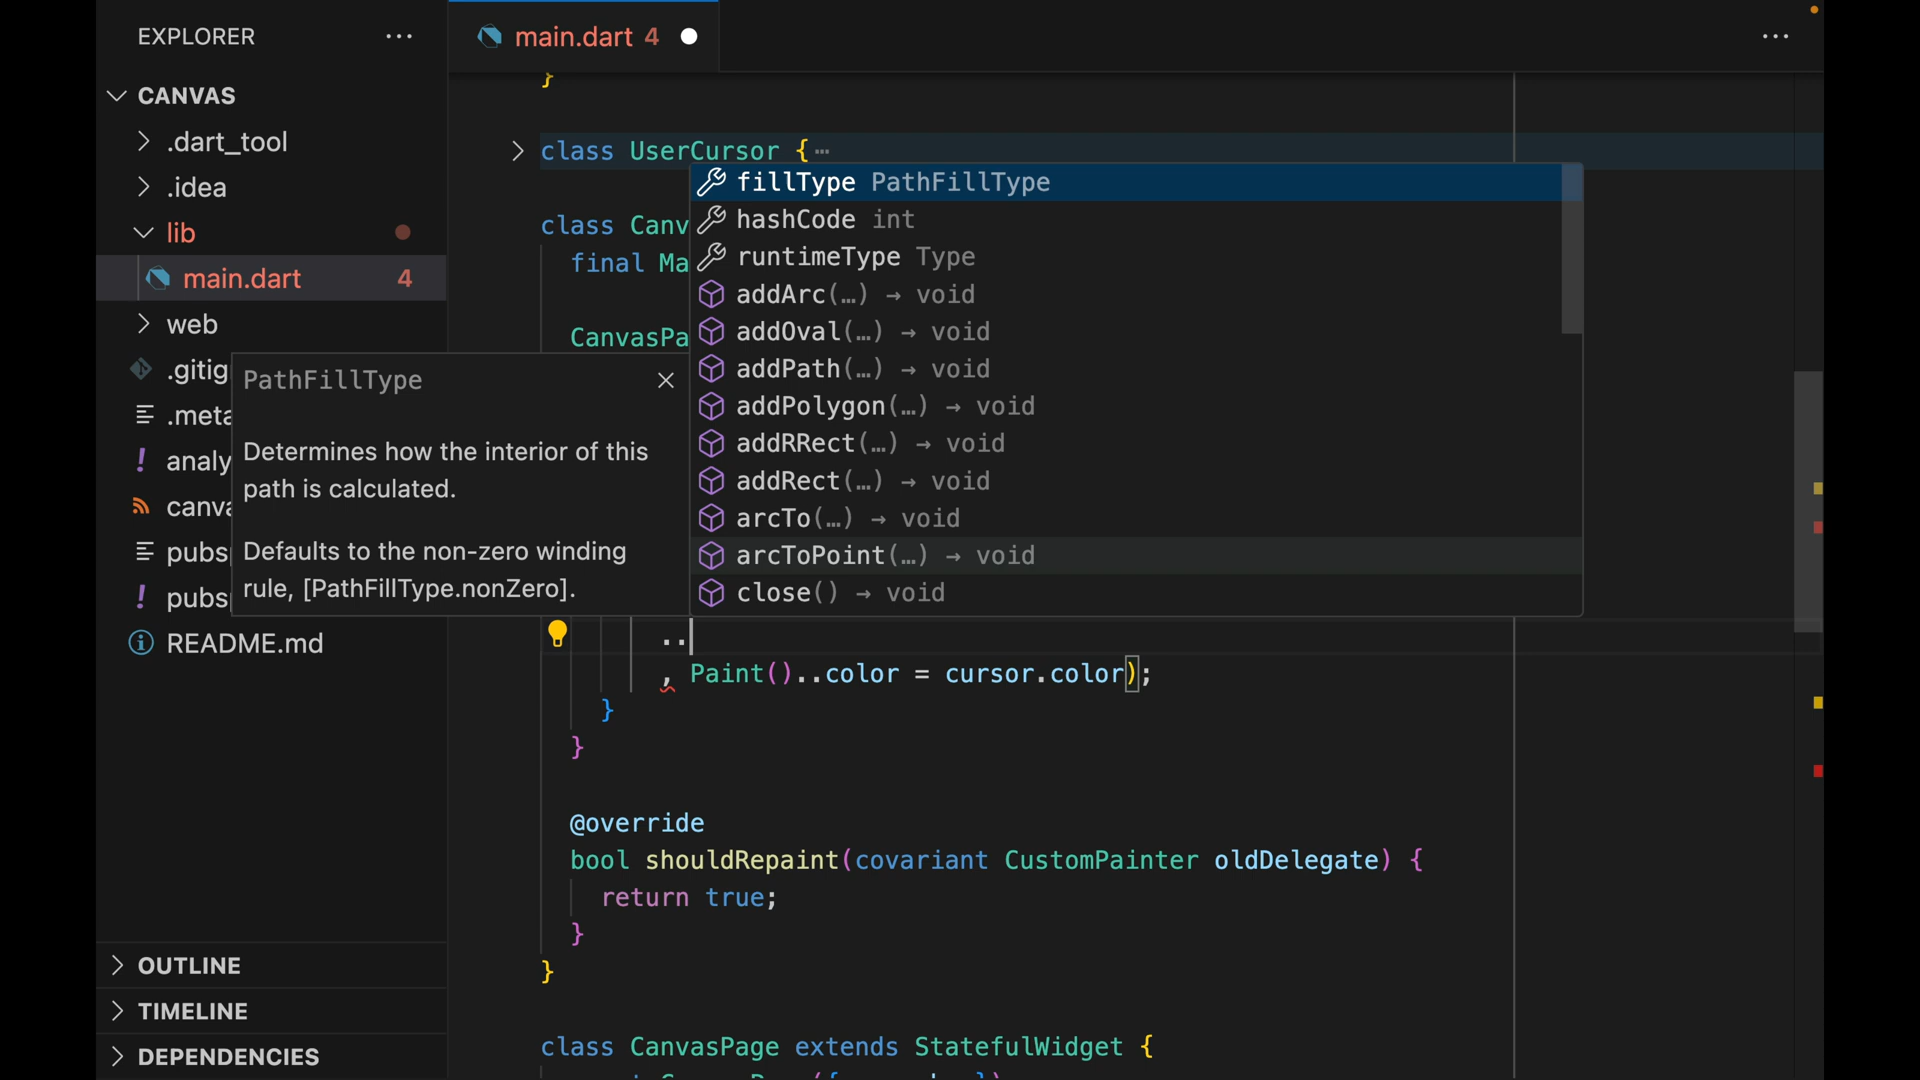 EXPLORER
CANVAS
.dart_tool
.idea
lib
main.dart 4
web
.gitig
.meta
analy
canva
pubsp
pubsp
README.md
OUTLINE
TIMELINE
DEPENDENCIES
PathFillType
Determines how the interior of this
path is calculated.
Defaults to the non-zero winding
rule, [PathFillType.nonZero].
main.dart 4
}
class UserCursor {…
class Canv
final Ma
CanvasPa
fillType PathFillType
hashCode int
runtimeType Type
addArc(…) → void
addOval(…) → void
addPath(…) → void
addPolygon(…) → void
addRRect(…) → void
addRect(…) → void
arcTo(…) → void
arcToPoint(…) → void
close() → void
..
, Paint()..color = cursor.color);
}
}
@override
bool shouldRepaint(covariant CustomPainter oldDelegate) {
return true;
}
}
class CanvasPage extends StatefulWidget {